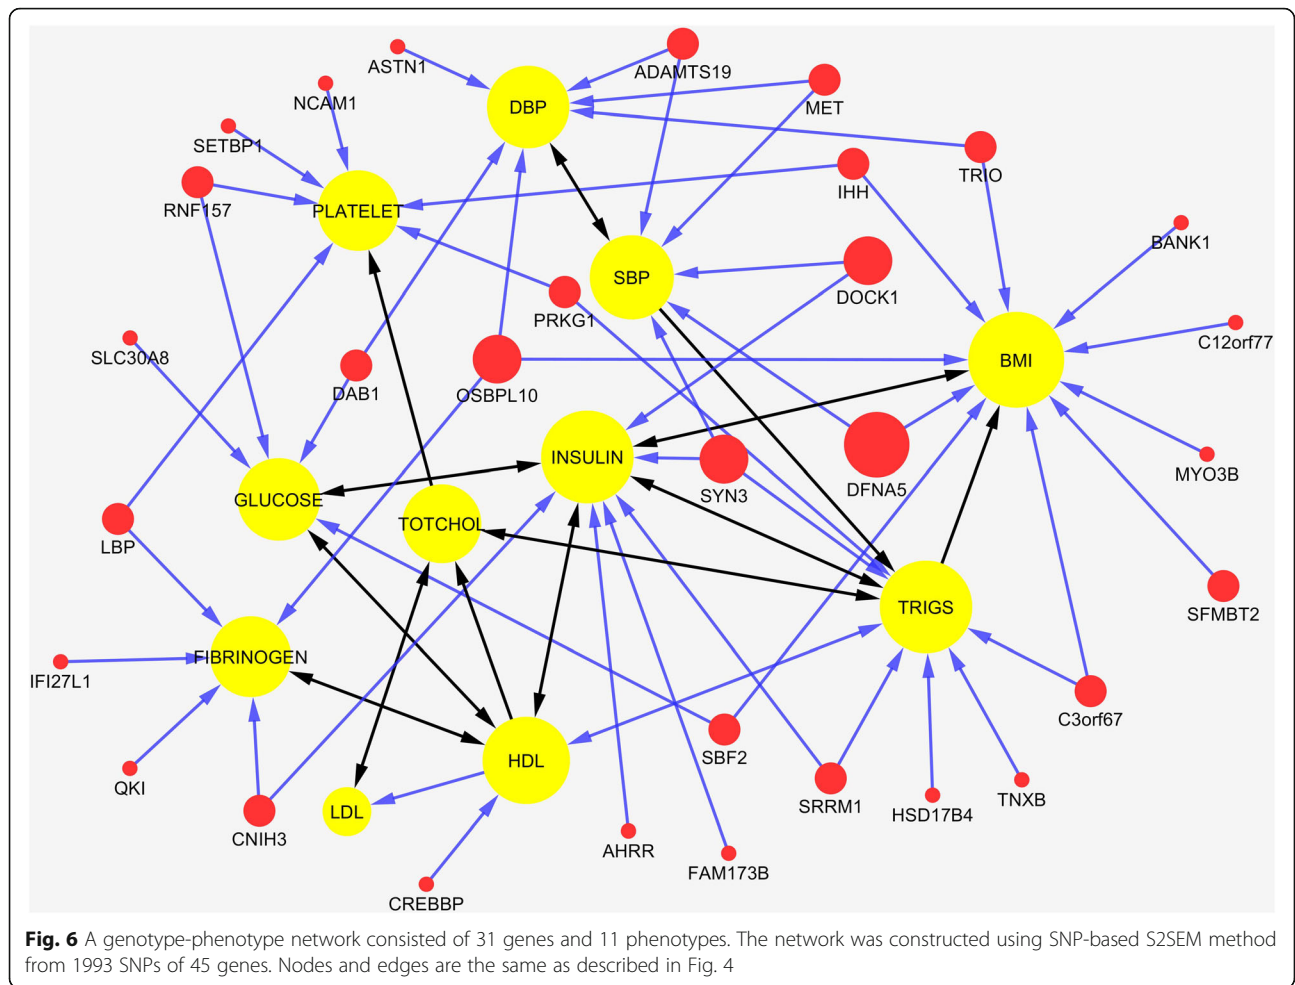 ASTN1
ADAMTS19
DBP
NCAM1
MET
SETBP1
TRIO
IHH
RNF157
PLATELET
BANK1
SBP
DOCK1
PRKG1
C12orf77
SLC30A8
BMI
DAB1
OSBPL10
INSULIN
MYO3B
SYN3
DFNA5
GLUCOSE
TOTCHOL
LBP
TRIGS
SFMBT2
FIBRINOGEN
IFI27L1
C3orf67
SBF2
HDL
QKI
LDL
SRRM1
HSD17B4
TNXB
CNIH3
AHRR
FAM173B
CREBBP
Fig. 6 A genotype-phenotype network consisted of 31 genes and 11 phenotypes. The network was constructed using SNP-based S2SEM method
from 1993 SNPs of 45 genes. Nodes and edges are the same as described in Fig. 4